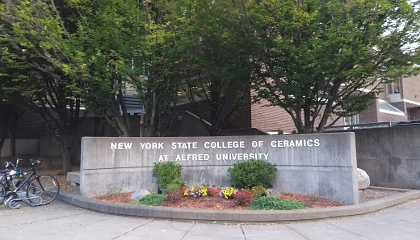 NEW YORK STATE COLLEGE OF CERAMICS
AT ALFRED UNIVERSITY